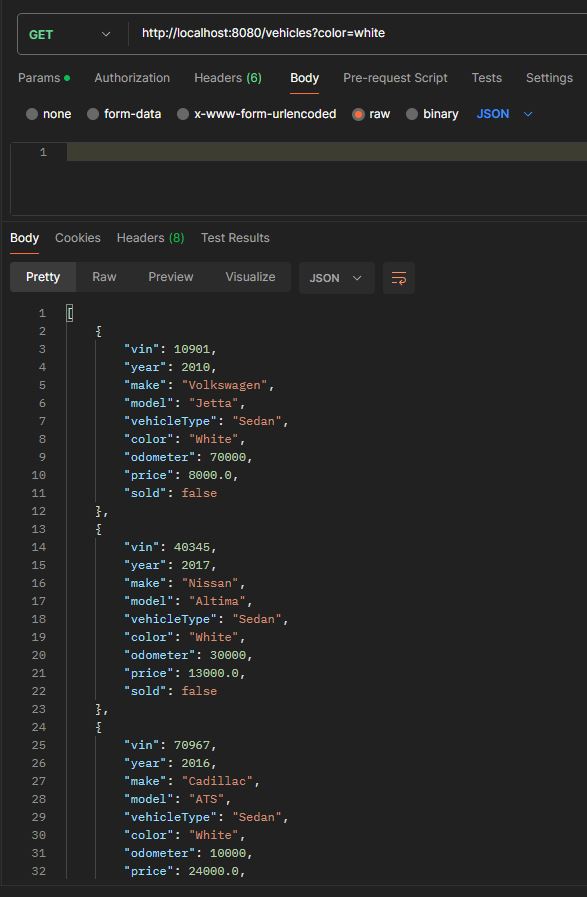 GET http://localhost:8080/vehicles?color=white
Params Authorization Headers (6) Body Pre-request Script Tests Settings
none form-data x-www-form-urlencoded raw binary JSON
1
Body Cookies Headers (8) Test Results
Pretty Raw Preview Visualize JSON
1 [
2 {
3 "vin": 10901,
4 "year": 2010,
5 "make": "Volkswagen",
6 "model": "Jetta",
7 "vehicleType": "Sedan",
8 "color": "White",
9 "odometer": 70000,
10 "price": 8000.0,
11 "sold": false
12 },
13 {
14 "vin": 40345,
15 "year": 2017,
16 "make": "Nissan",
17 "model": "Altima",
18 "vehicleType": "Sedan",
19 "color": "White",
20 "odometer": 30000,
21 "price": 13000.0,
22 "sold": false
23 },
24 {
25 "vin": 70967,
26 "year": 2016,
27 "make": "Cadillac",
28 "model": "ATS",
29 "vehicleType": "Sedan",
30 "color": "White",
31 "odometer": 10000,
32 "price": 24000.0,